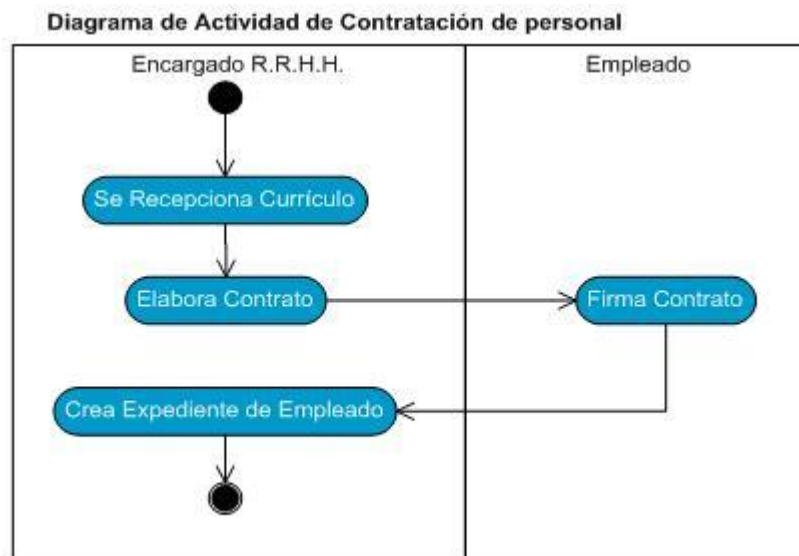 Diagrama de Actividad de Contratación de personal
Encargado R.R.H.H.
Empleado
Se Recepciona Currículo
Elabora Contrato
Firma Contrato
Crea Expediente de Empleado